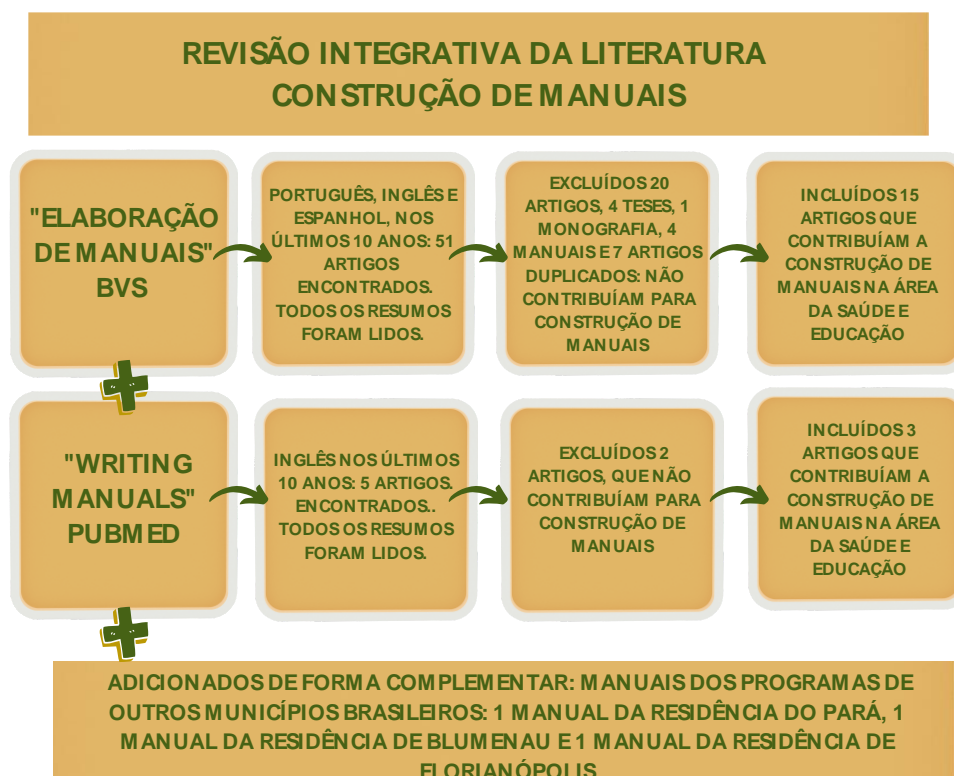 REVISÃO INTEGRATIVA DA LITERATURA
CONSTRUÇÃO DE MANUAIS
"ELABORAÇÃO
DE MANUAIS"
BVS
PORTUGUÊS, INGLÊS E
ESPANHOL, NOS
ÚLTIMOS 10 ANOS: 51
ARTIGOS
ENCONTRADOS.
TODOS OS RESUMOS
FORAM LIDOS.
EXCLUÍDOS 20
ARTIGOS, 4 TESES, 1
MONOGRAFIA, 4
MANUAIS E 7 ARTIGOS
DUPLICADOS: NÃO
CONTRIBUÍAM PARA
CONSTRUÇÃO DE
MANUAIS
INCLUÍDOS 15
ARTIGOS QUE
CONTRIBUÍAM A
CONSTRUÇÃO DE
MANUAIS NA ÁREA
DA SAÚDE E
EDUCAÇÃO
"WRITING
MANUALS"
PUBMED
INGLÊS NOS ÚLTIMOS
10 ANOS: 5 ARTIGOS.
ENCONTRADOS..
TODOS OS RESUMOS
FORAM LIDOS.
EXCLUÍDOS 2
ARTIGOS, QUE NÃO
CONTRIBUÍAM PARA
CONSTRUÇÃO DE
MANUAIS
INCLUÍDOS 3
ARTIGOS QUE
CONTRIBUÍAM A
CONSTRUÇÃO DE
MANUAIS NA ÁREA
DA SAÚDE E
EDUCAÇÃO
ADICIONADOS DE FORMA COMPLEMENTAR: MANUAIS DOS PROGRAMAS DE
OUTROS MUNICÍPIOS BRASILEIROS: 1 MANUAL DA RESIDÊNCIA DO PARÁ, 1
MANUAL DA RESIDÊNCIA DE BLUMENAU E 1 MANUAL DA RESIDÊNCIA DE
FLORIANÓPOLIS